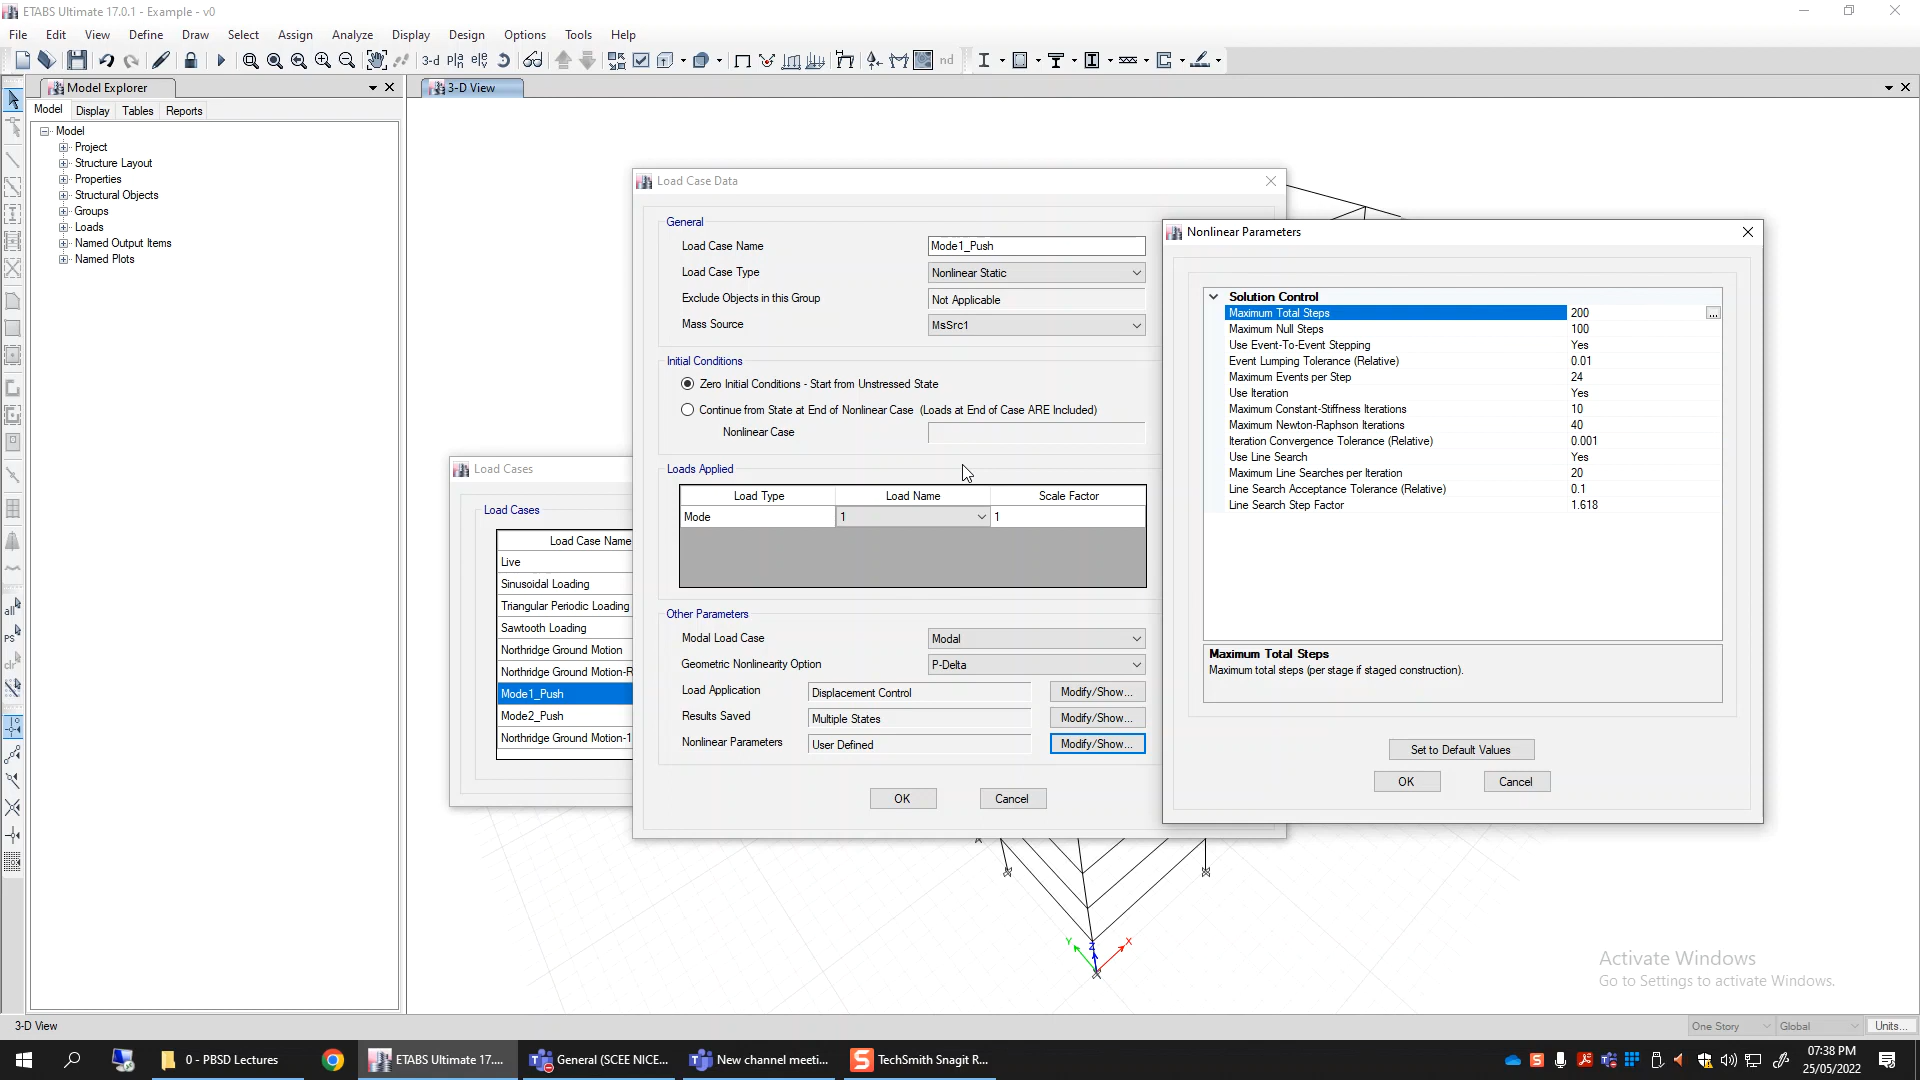 ETABS Ultimate 17.0.1 - Example - v0
File Edit View Define Draw Select Assign Analyze Display Design Options Tools Help
3-d nd
Model Explorer
3-D View
Model Display Tables Reports
Model
Project
Structure Layout
Properties
Structural Objects
Groups
Loads
Named Output Items
Named Plots
all
PS
clr
Load Cases
Load Cases
Load Case Name
Live
Sinusoidal Loading
Triangular Periodic Loading
Sawtooth Loading
Northridge Ground Motion
Northridge Ground Motion-R
Mode1_Push
Mode2_Push
Northridge Ground Motion-1
Load Case Data
General
Load Case Name Mode1_Push
Load Case Type Nonlinear Static
Exclude Objects in this Group Not Applicable
Mass Source MsSrc1
Initial Conditions
Zero Initial Conditions - Start from Unstressed State
Continue from State at End of Nonlinear Case (Loads at End of Case ARE Included)
Nonlinear Case
Loads Applied
Load Type Load Name Scale Factor
Mode 1 1
Other Parameters
Modal Load Case Modal
Geometric Nonlinearity Option P-Delta
Load Application Displacement Control Modify/Show...
Results Saved Multiple States Modify/Show...
Nonlinear Parameters User Defined Modify/Show...
OK Cancel
Nonlinear Parameters
Solution Control
Maximum Total Steps 200 ...
Maximum Null Steps 100
Use Event-To-Event Stepping Yes
Event Lumping Tolerance (Relative) 0.01
Maximum Events per Step 24
Use Iteration Yes
Maximum Constant-Stiffness Iterations 10
Maximum Newton-Raphson Iterations 40
Iteration Convergence Tolerance (Relative) 0.001
Use Line Search Yes
Maximum Line Searches per Iteration 20
Line Search Acceptance Tolerance (Relative) 0.1
Line Search Step Factor 1.618
Maximum Total Steps
Maximum total steps (per stage if staged construction).
Set to Default Values
OK Cancel
Y Z X
Activate Windows
Go to Settings to activate Windows.
3-D View One Story Global Units...
0 - PBSD Lectures ETABS Ultimate 17.... General (SCEE NICE... New channel meeti... TechSmith Snagit R...
07:38 PM
25/05/2022